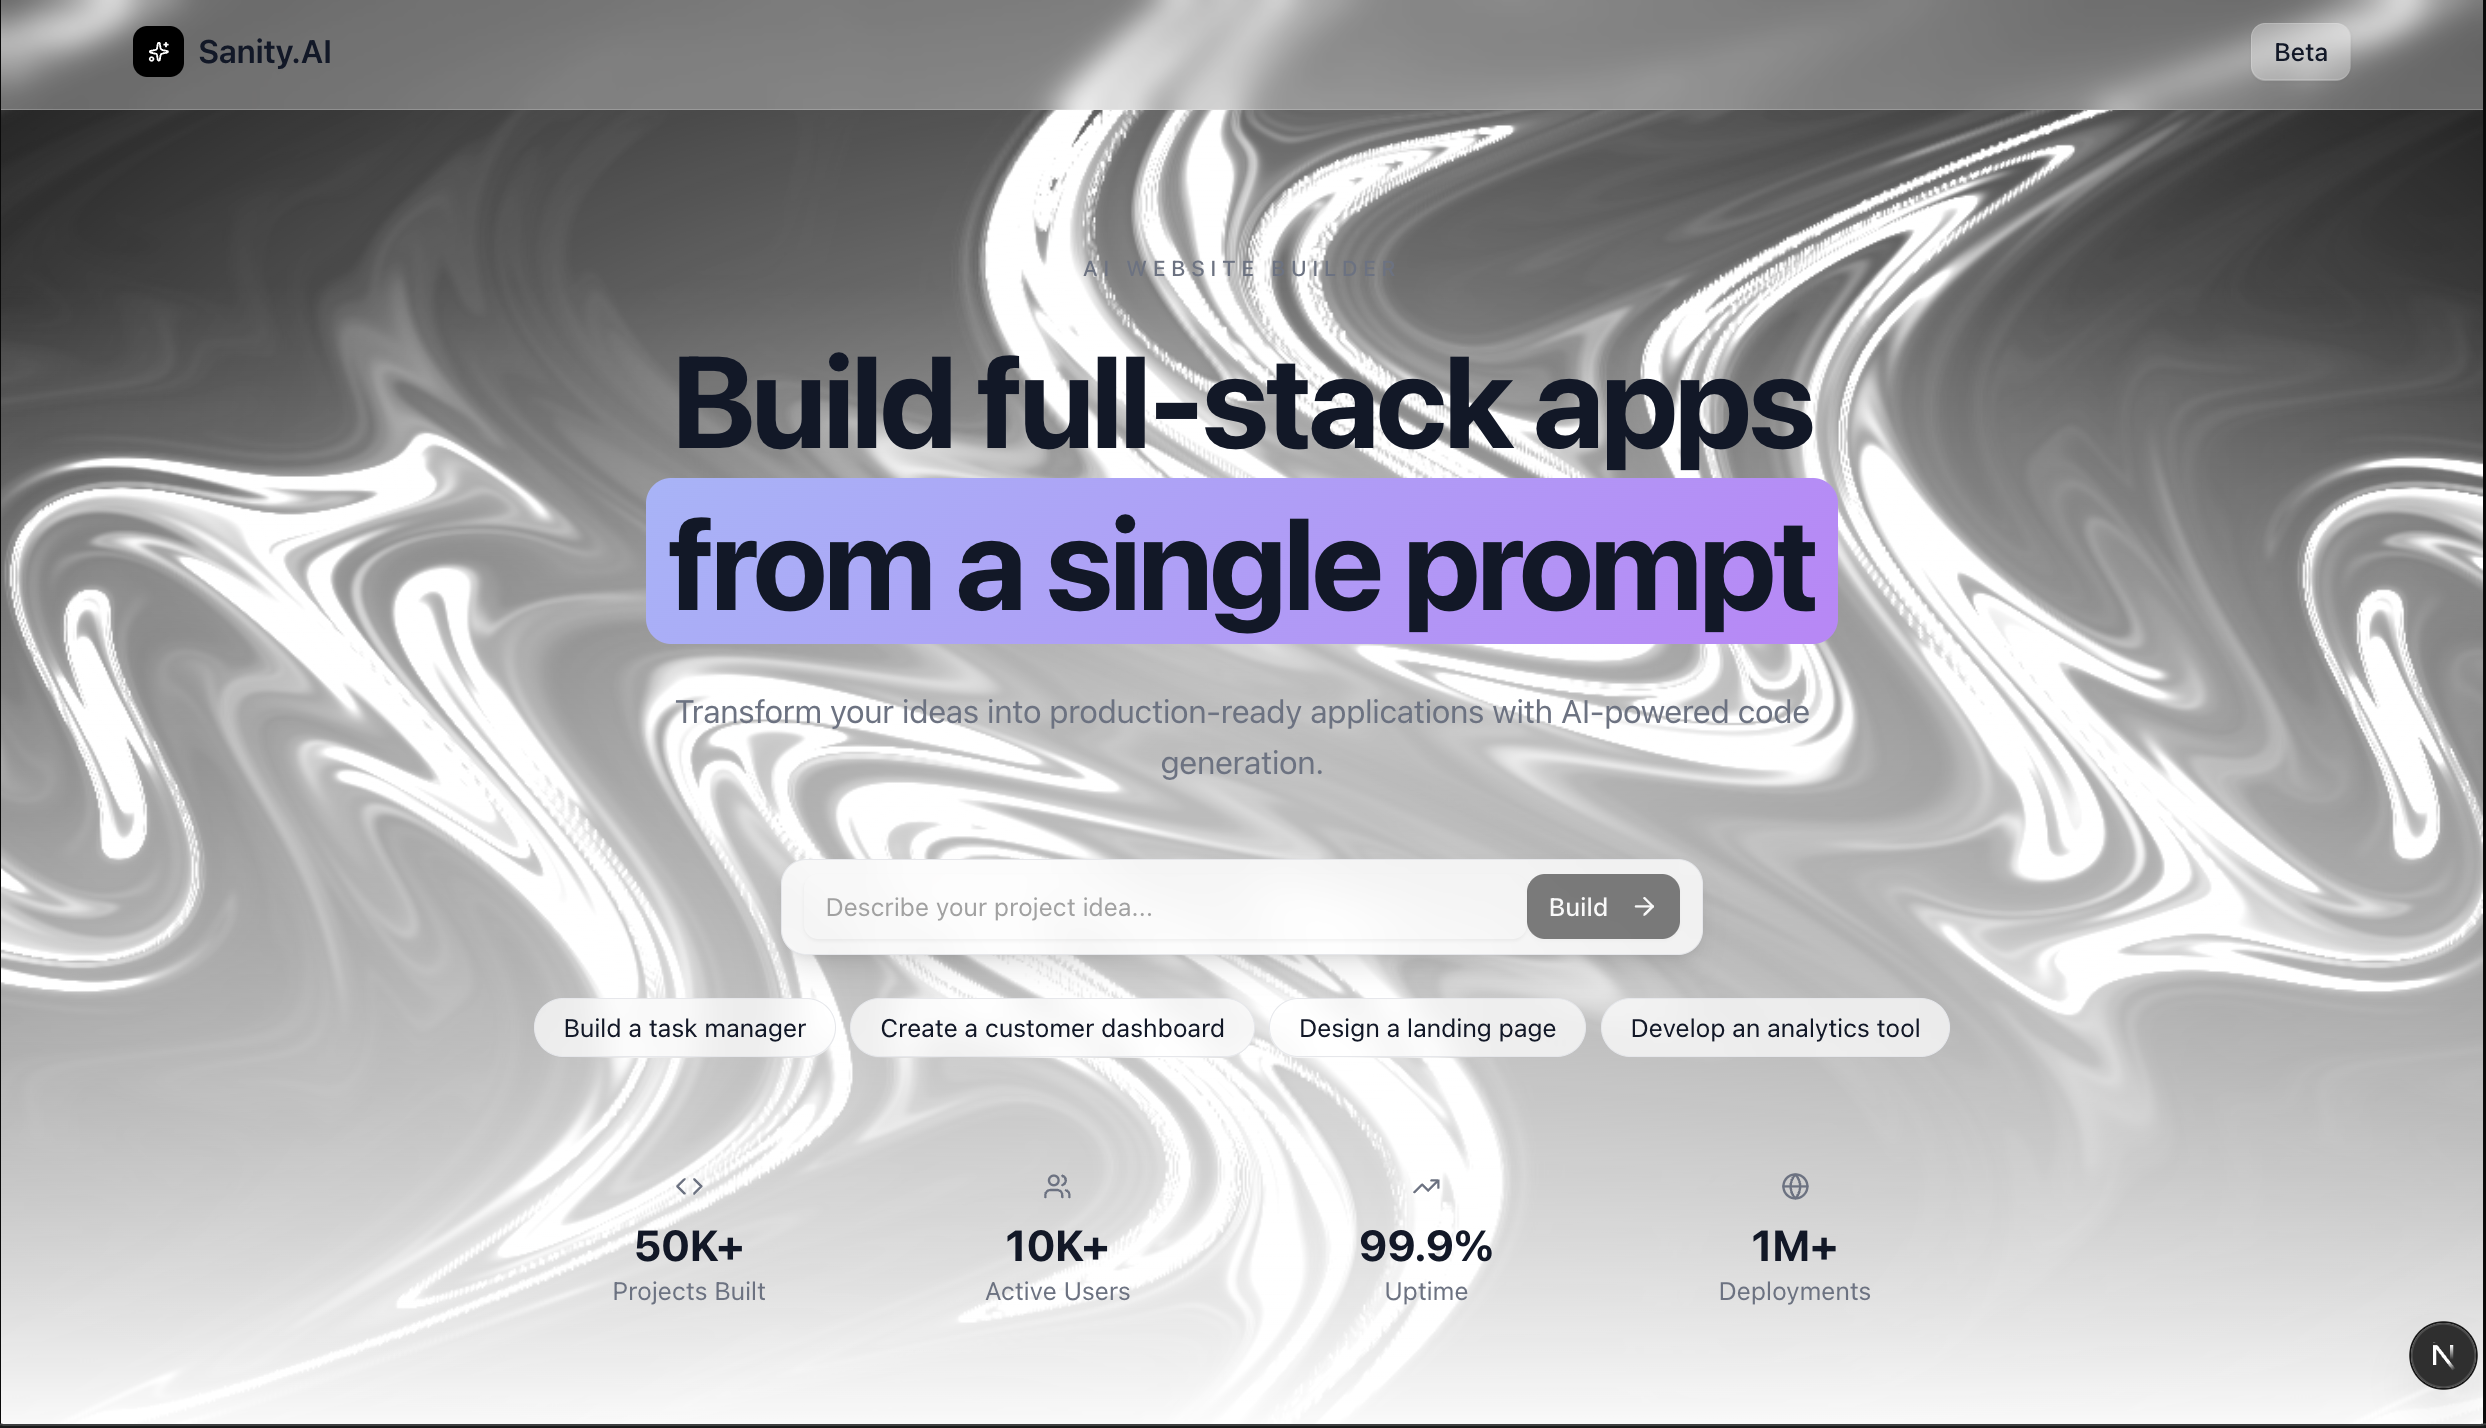 Sanity.AI
Beta
AI WEBSITE BUILDER
Build full-stack apps
from a single prompt
Transform your ideas into production-ready applications with AI-powered code
generation.
Describe your project idea...
Build
Build a task manager
Create a customer dashboard
Design a landing page
Develop an analytics tool
50K+
Projects Built
10K+
Active Users
99.9%
Uptime
1M+
Deployments
N